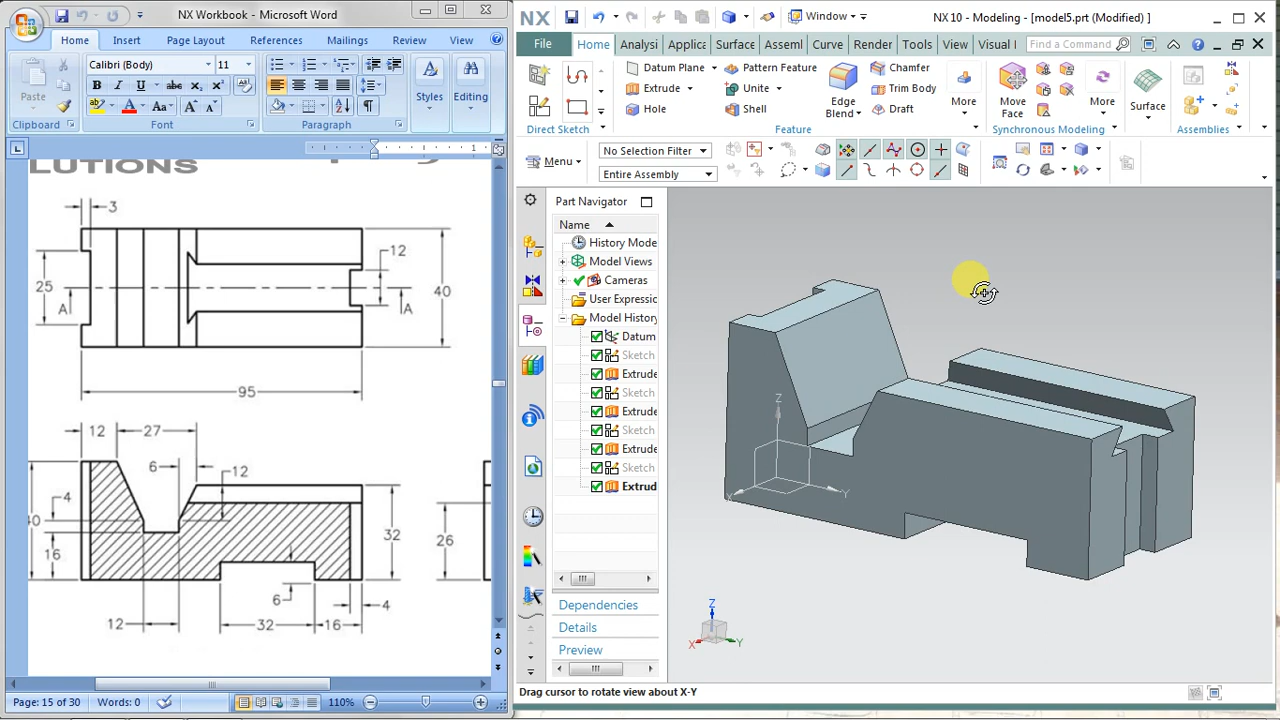 NX Workbook - Microsoft Word
Home Insert Page Layout References Mailings Review View
Paste
Calibri (Body) 11
Styles
Editing
Clipboard Font Paragraph
LUTIONS
3
25
A
12
A
40
95
12 27
6
12
4
16
32
26
6
4
12 32 16
Page: 15 of 30 Words: 0 110%
NX Window NX 10 - Modeling - [model5.prt (Modified) ]
File Home Analysi Applica Surface Assembl Curve Render Tools View Visual I Find a Command
Datum Plane
Extrude
Hole
Pattern Feature
Unite
Shell
Edge Blend
Chamfer
Trim Body
Draft
More
Move Face
More
Surface
Direct Sketch Feature Synchronous Modeling Assemblies
Menu
No Selection Filter
Entire Assembly
Part Navigator
Name
History Mode
Model Views
Cameras
User Expressic
Model History
Datum
Sketch
Extrude
Sketch
Extrude
Sketch
Extrude
Sketch
Extrud
Dependencies
Details
Preview
Z
X
Y
Z
X
Y
Drag cursor to rotate view about X-Y